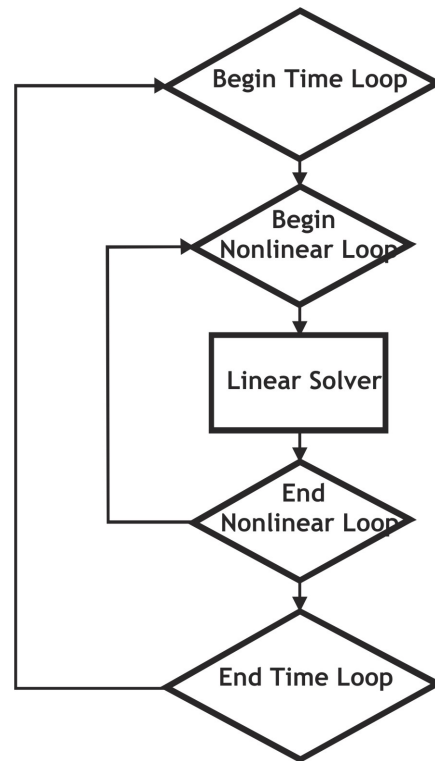 Begin Time Loop
Begin
Nonlinear Loop
Linear Solver
End
Nonlinear Loop
End Time Loop